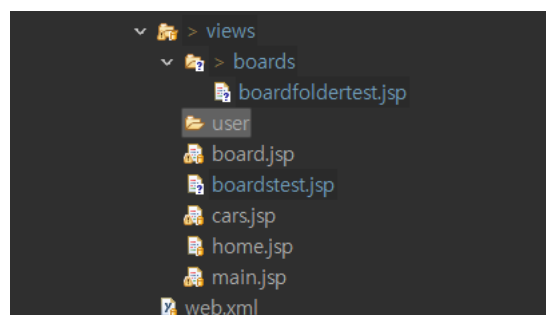 > views
> boards
boardfoldertest.jsp
user
board.jsp
boardstest.jsp
cars.jsp
home.jsp
main.jsp
web.xml